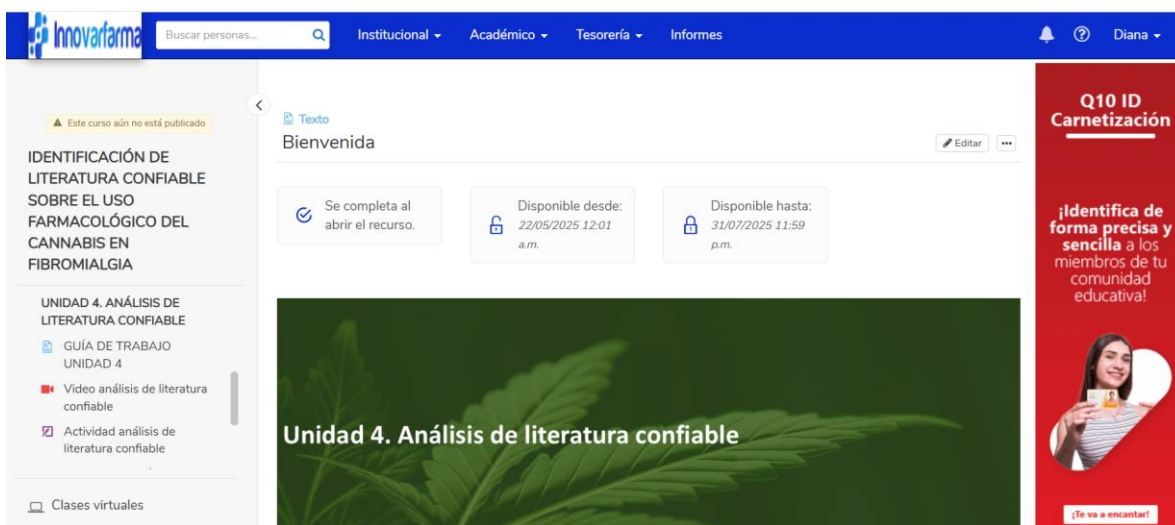 Innovarfarma
Buscar personas...
Institucional
Académico
Tesorería
Informes
Diana
Este curso aún no está publicado
IDENTIFICACIÓN DE
LITERATURA CONFIABLE
SOBRE EL USO
FARMACOLÓGICO DEL
CANNABIS EN
FIBROMIALGIA
UNIDAD 4. ANÁLISIS DE
LITERATURA CONFIABLE
GUÍA DE TRABAJO
UNIDAD 4
Video análisis de literatura
confiable
Actividad análisis de
literatura confiable
Clases virtuales
Texto
Bienvenida
Editar
Se completa al
abrir el recurso.
Disponible desde:
22/05/2025 12:01
a.m.
Disponible hasta:
31/07/2025 11:59
p.m.
Unidad 4. Análisis de literatura confiable
Q10 ID
Carnetización
¡Identifica de
forma precisa y
sencilla a los
miembros de tu
comunidad
educativa!
¡Te va a encantar!